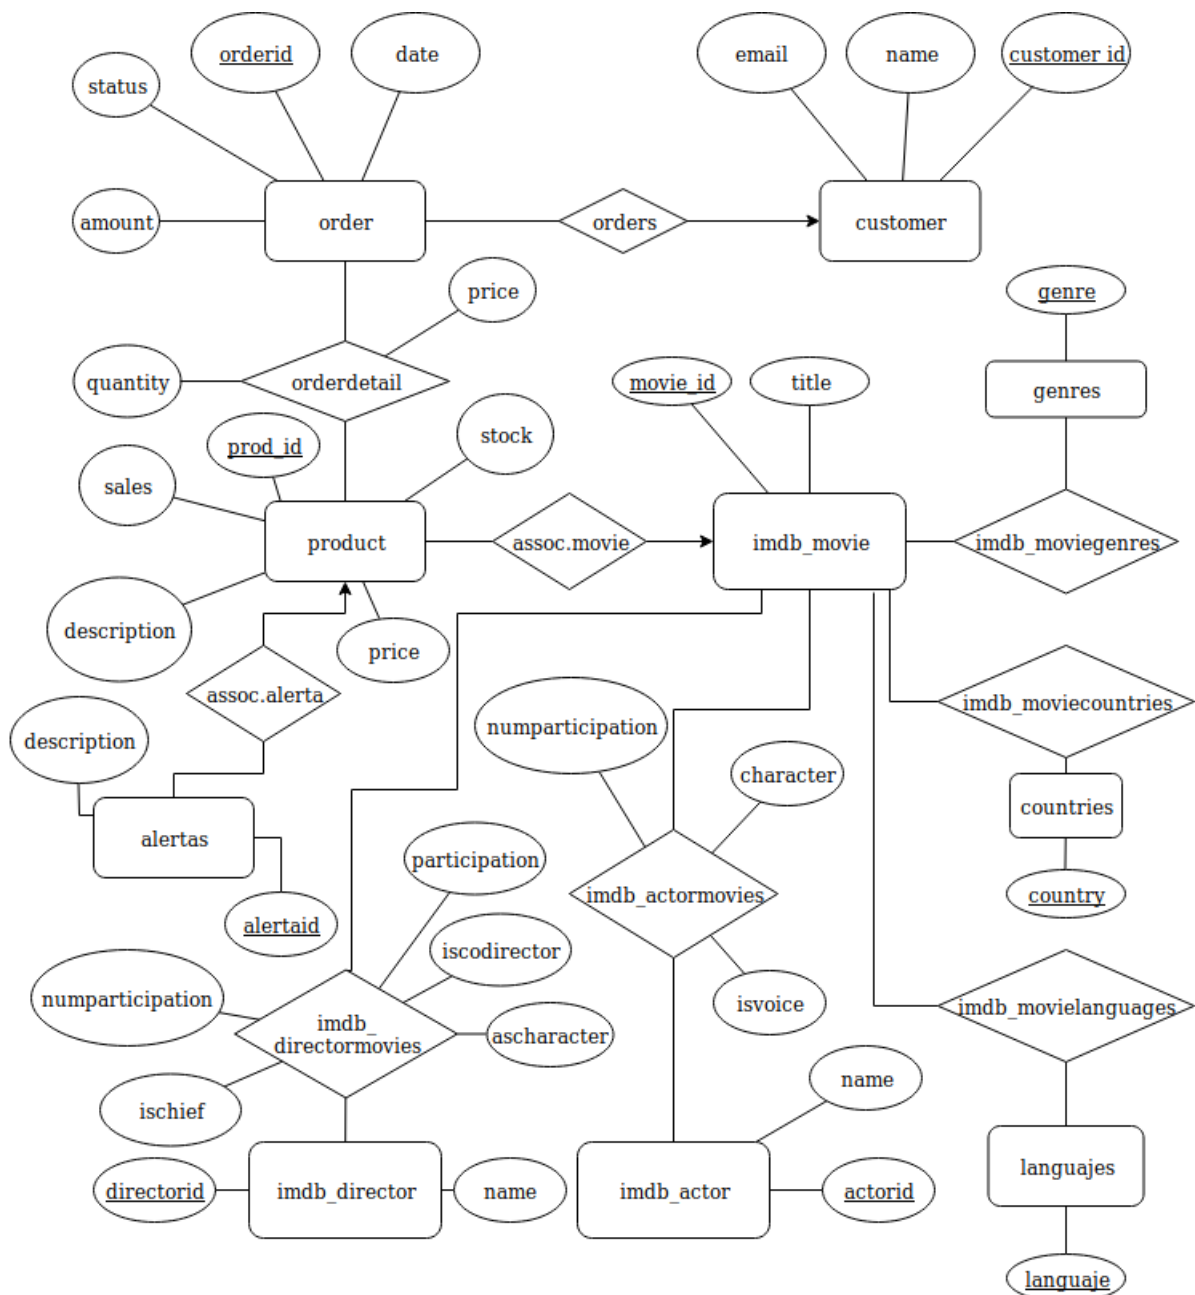 orderid
date
email
name
customer id
status
amount
order
orders
customer
price
genre
quantity
orderdetail
movie_id
title
genres
prod_id
stock
sales
product
assoc.movie
imdb_movie
imdb_moviegenres
description
price
assoc.alerta
imdb_moviecountries
description
numparticipation
character
countries
alertas
participation
imdb_actormovies
country
alertaid
iscodirector
numparticipation
isvoice
imdb_movielanguages
imdb_
directormovies
ascharacter
name
ischief
languajes
directorid
imdb_director
name
imdb_actor
actorid
languaje